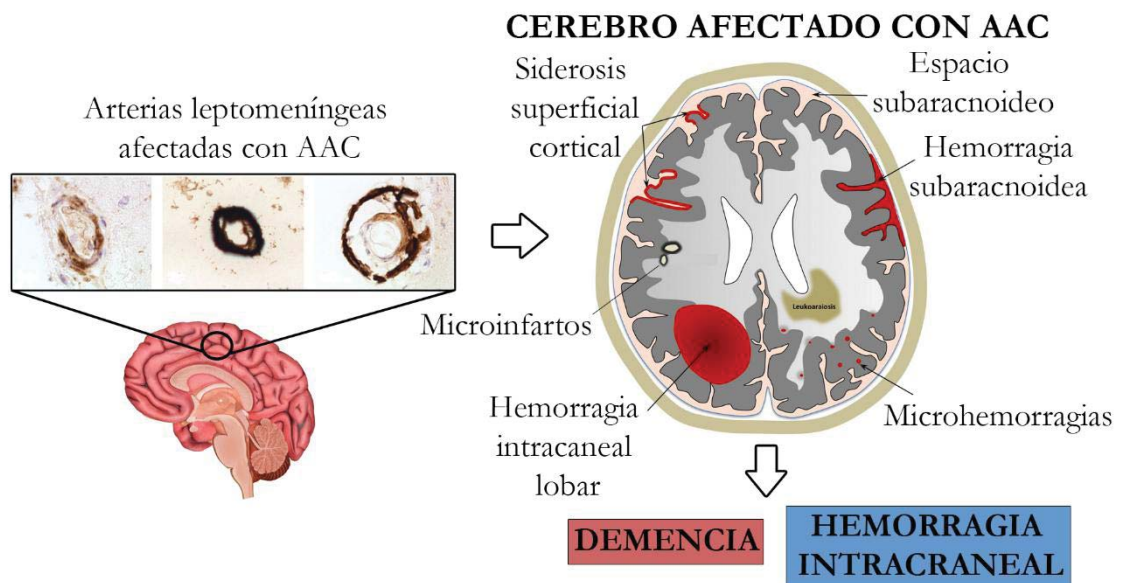 CEREBRO AFECTADO CON AAC
Arterias leptomeníngeas
afectadas con AAC
Siderosis
superficial
cortical
Espacio
subaracnoideo
Hemorragia
subaracnoidea
Microinfartos
Leukoaraiosis
Hemorragia
intracaneal
lobar
Microhemorragias
DEMENCIA
HEMORRAGIA
INTRACRANEAL